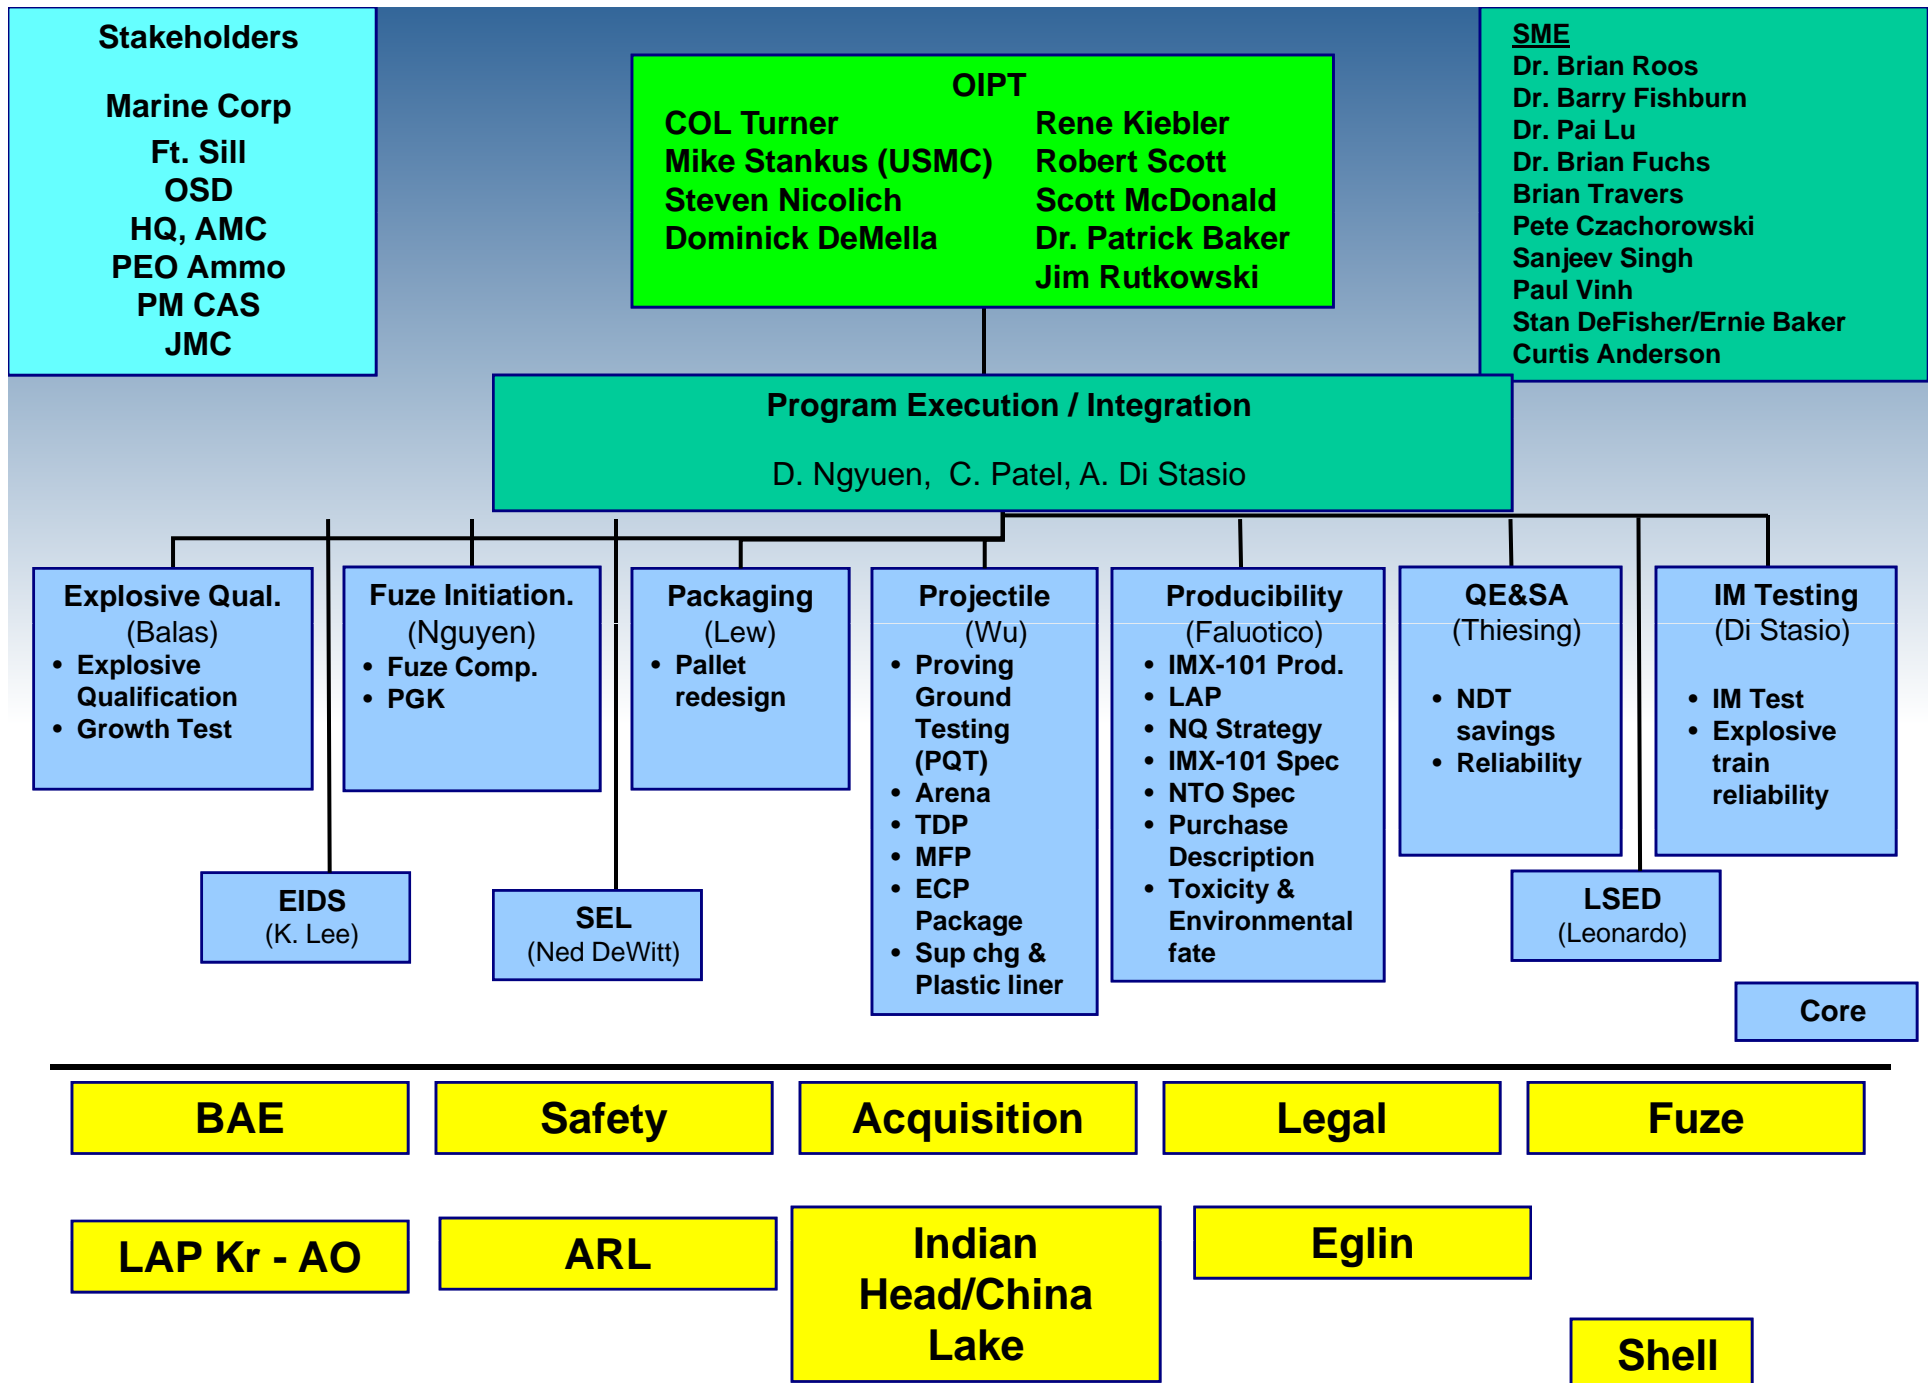 Stakeholders
Marine Corp
Ft. Sill
OSD
HQ, AMC
PEO Ammo
PM CAS
JMC
OIPT
COL Turner
Mike Stankus (USMC)
Steven Nicolich
Dominick DeMella
Rene Kiebler
Robert Scott
Scott McDonald
Dr. Patrick Baker
Jim Rutkowski
SME
Dr. Brian Roos
Dr. Barry Fishburn
Dr. Pai Lu
Dr. Brian Fuchs
Brian Travers
Pete Czachorowski
Sanjeev Singh
Paul Vinh
Stan DeFisher/Ernie Baker
Curtis Anderson
Program Execution / Integration
D. Ngyuen, C. Patel, A. Di Stasio
Explosive Qual.
(Balas)
• Explosive
Qualification
• Growth Test
Fuze Initiation.
(Nguyen)
• Fuze Comp.
• PGK
Packaging
(Lew)
• Pallet
redesign
Projectile
(Wu)
• Proving
Ground
Testing
(PQT)
• Arena
• TDP
• MFP
• ECP
Package
• Sup chg &
Plastic liner
Producibility
(Faluotico)
• IMX-101 Prod.
• LAP
• NQ Strategy
• IMX-101 Spec
• NTO Spec
• Purchase
Description
• Toxicity &
Environmental
fate
QE&SA
(Thiesing)
• NDT
savings
• Reliability
IM Testing
(Di Stasio)
• IM Test
• Explosive
train
reliability
EIDS
(K. Lee)
SEL
(Ned DeWitt)
LSED
(Leonardo)
Core
BAE
Safety
Acquisition
Legal
Fuze
LAP Kr - AO
ARL
Indian
Head/China
Lake
Eglin
Shell